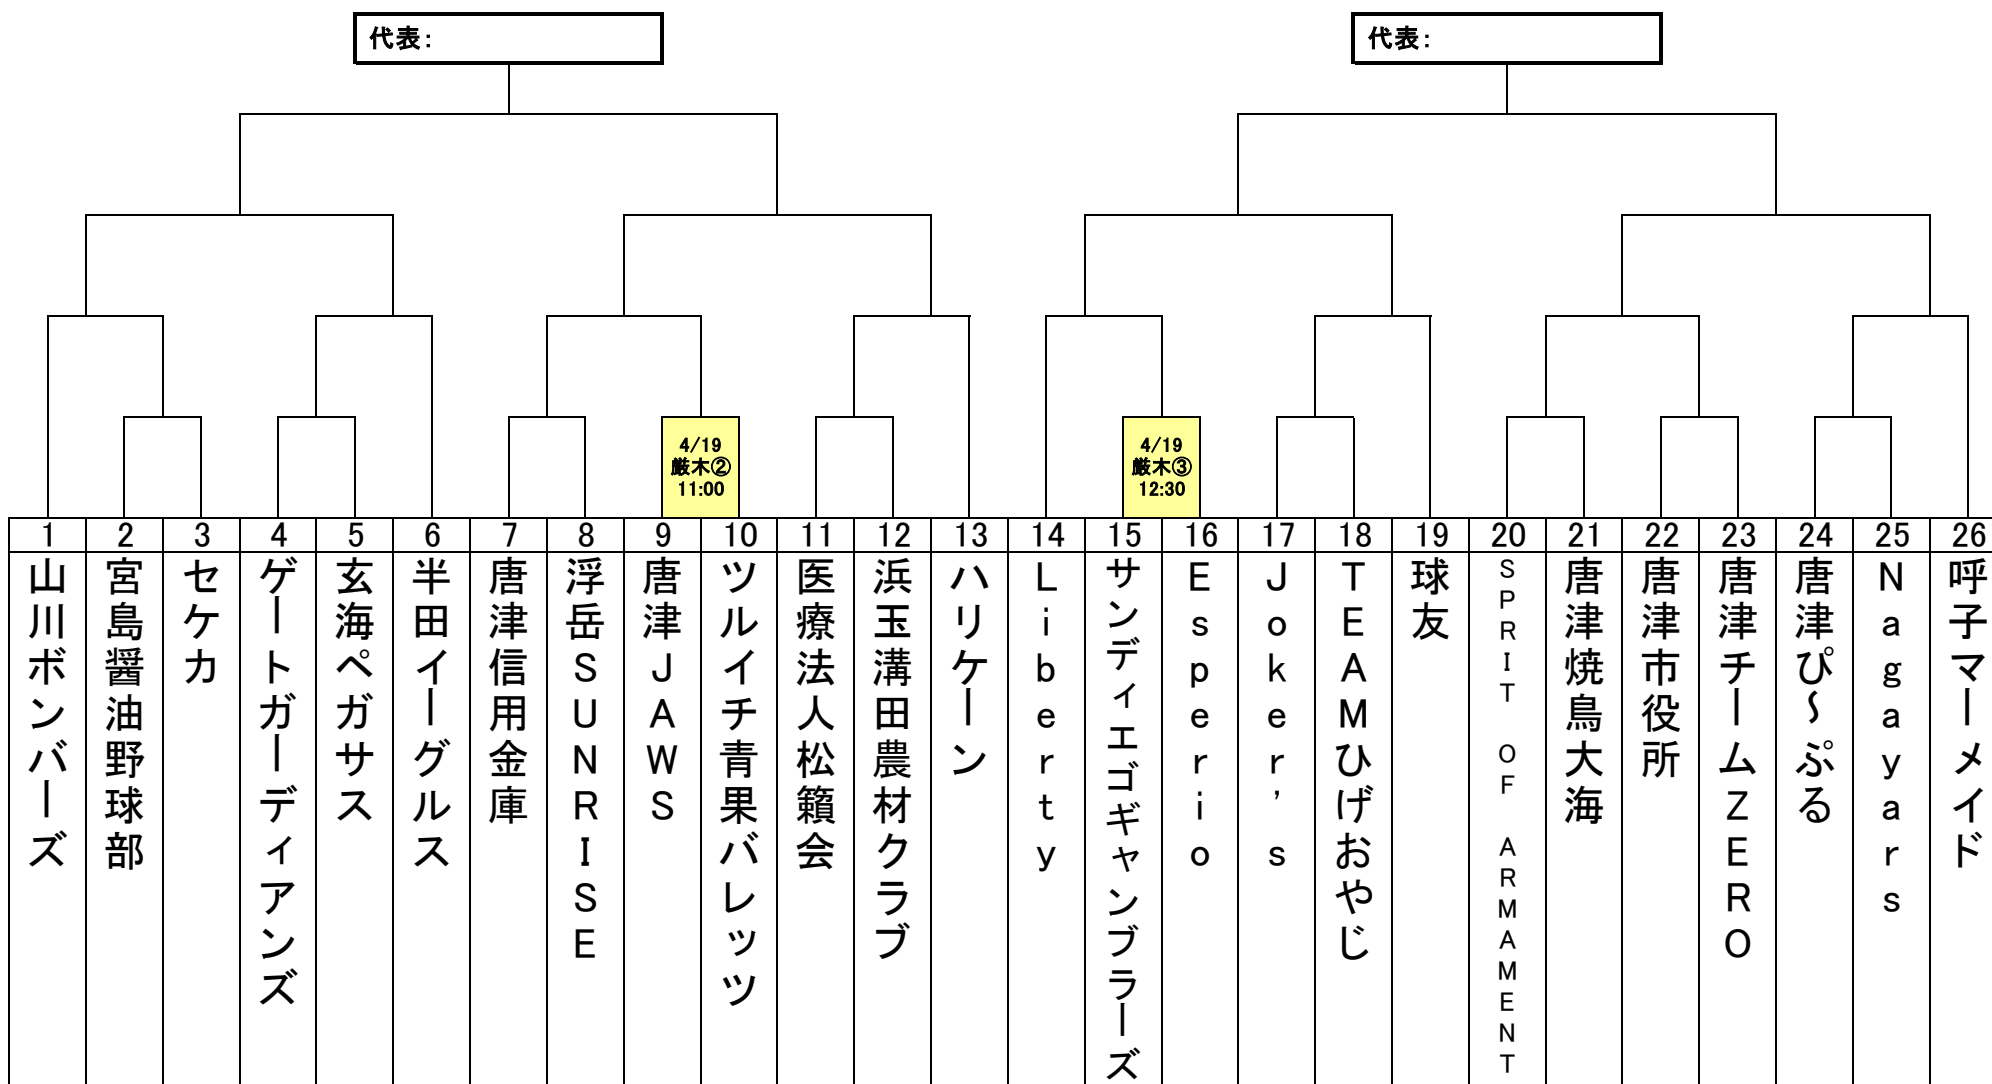 代表：
代表：
4/19
厳木②
11:00
4/19
厳木③
12:30
1
2
3
4
5
6
7
8
9
10
11
12
13
14
15
16
17
18
19
20
21
22
23
24
25
26
山川ボンバーズ
宮島醤油野球部
セケカ
ゲートガーディアンズ
玄海ペガサス
半田イーグルス
唐津信用金庫
浮岳SUNRISE
唐津JAWS
ツルイチ青果バレッツ
医療法人松籟会
浜玉溝田農材クラブ
ハリケーン
Liberty
サンディエゴギャンブラーズ
Esperio
Joker's
TEAMひげおやじ
球友
SPRIT OF ARMAMENT
唐津焼鳥大海
唐津市役所
唐津チームZERO
唐津ぴ～ぷる
Nagayars
呼子マーメイド